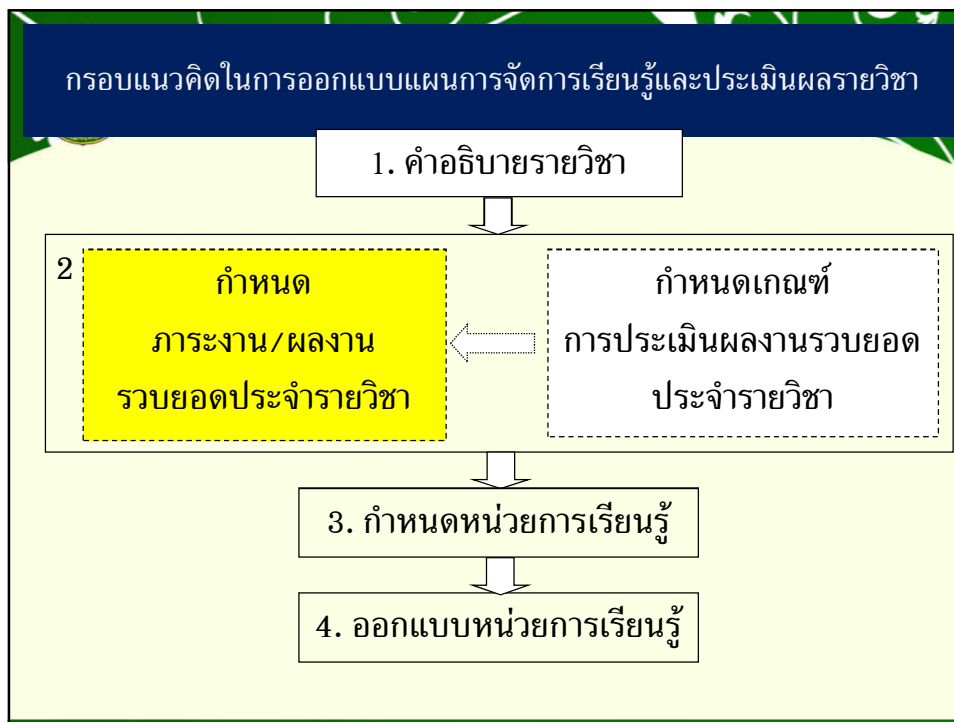 กรอบแนวคิดในการออกแบบแผนการจัดการเรียนรู้และประเมินผลรายวิชา
1. คำอธิบายรายวิชา
2
กำหนด
ภาระงาน/ผลงาน
รวบยอดประจำรายวิชา
กำหนดเกณฑ์
การประเมินผลงานรวบยอด
ประจำรายวิชา
3. กำหนดหน่วยการเรียนรู้
4. ออกแบบหน่วยการเรียนรู้